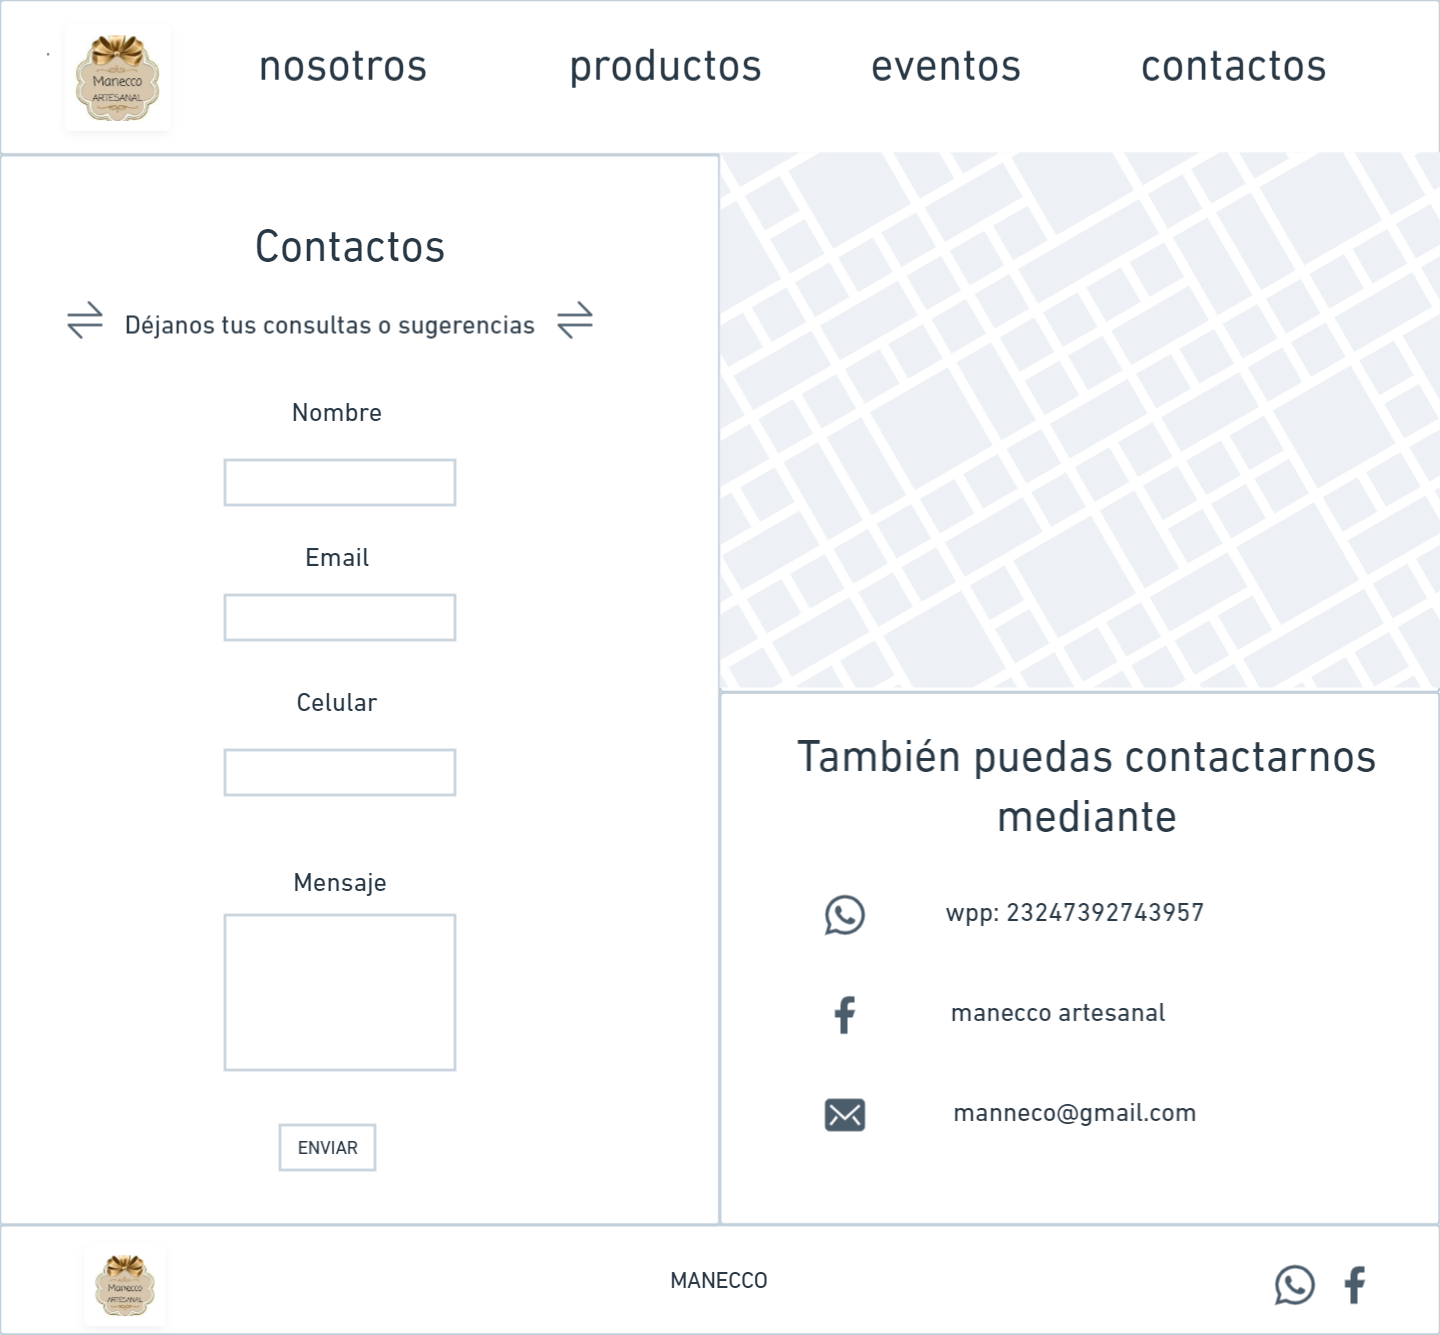 Manecco
ARTESANAL
nosotros
productos
eventos
contactos
Contactos
Déjanos tus consultas o sugerencias
Nombre
Email
Celular
Mensaje
ENVIAR
También puedas contactarnos
mediante
wpp: 23247392743957
manecco artesanal
manneco@gmail.com
Manecco
ARTESANAL
MANECCO